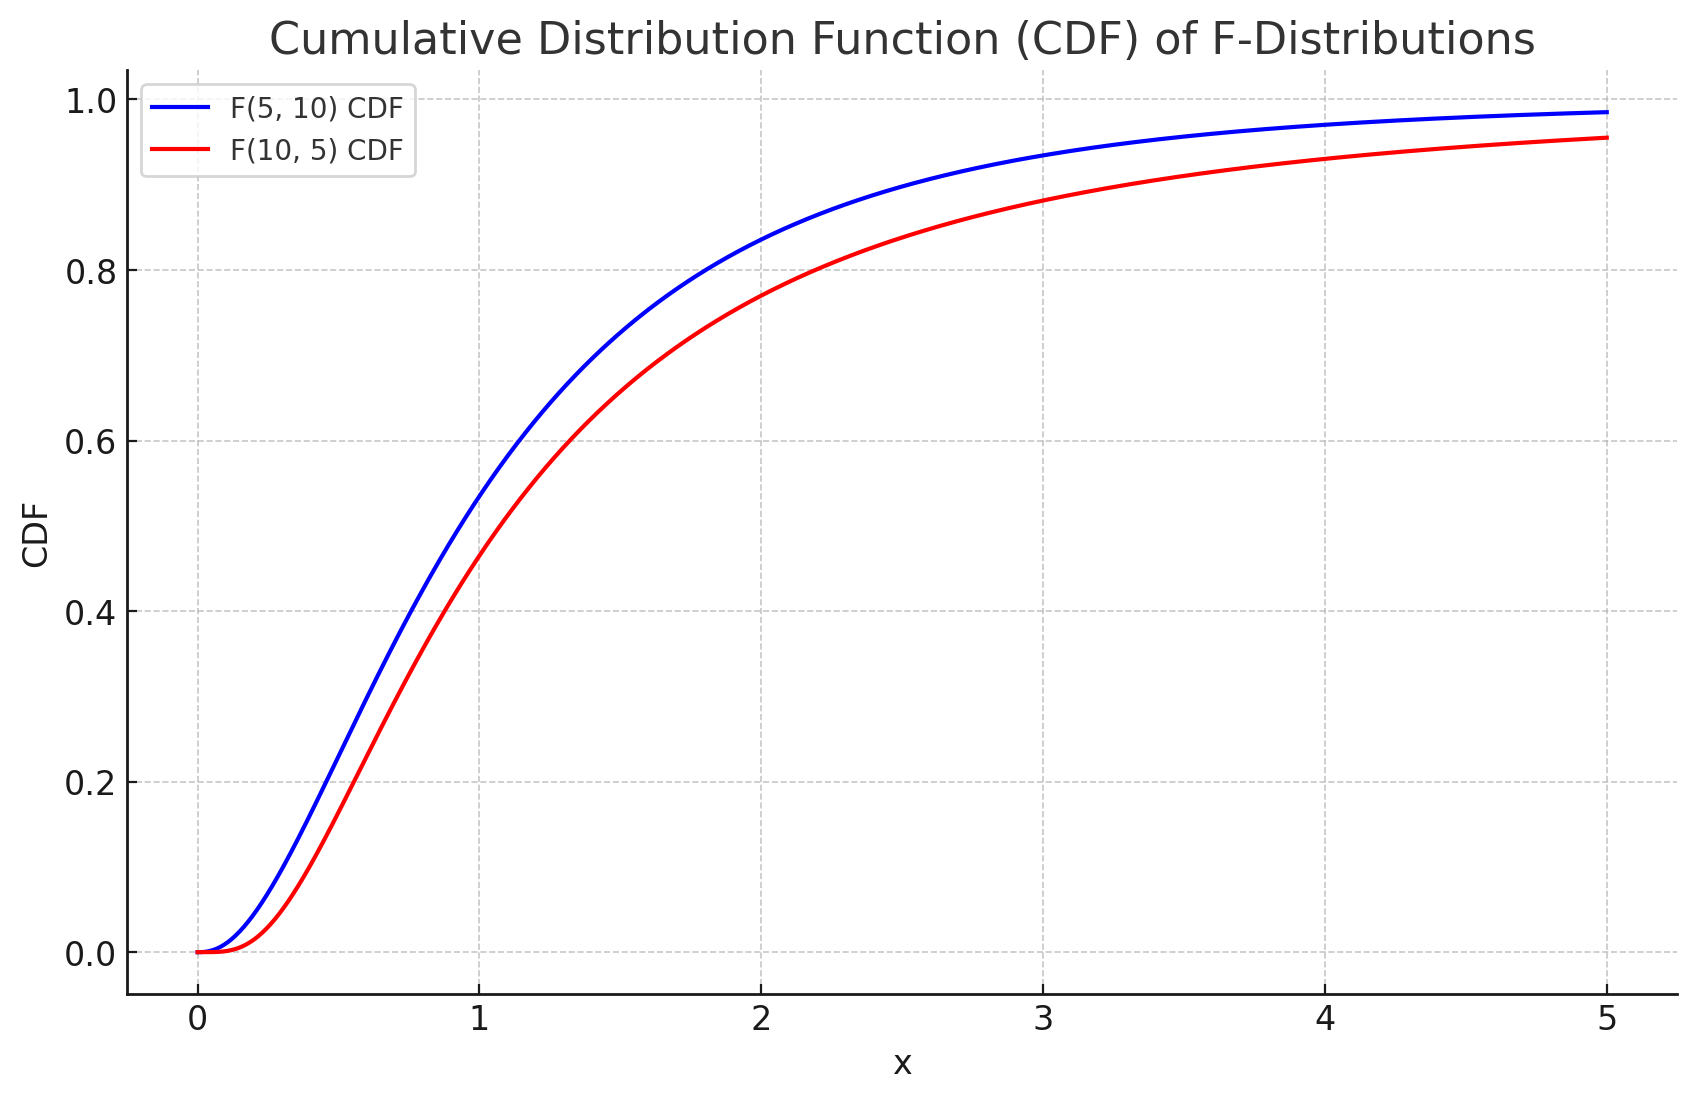 Cumulative Distribution Function (CDF) of F-Distributions
F(5, 10) CDF
F(10, 5) CDF
1.0
0.8
0.6
0.4
0.2
0.0
CDF
0 1 2 3 4 5
x